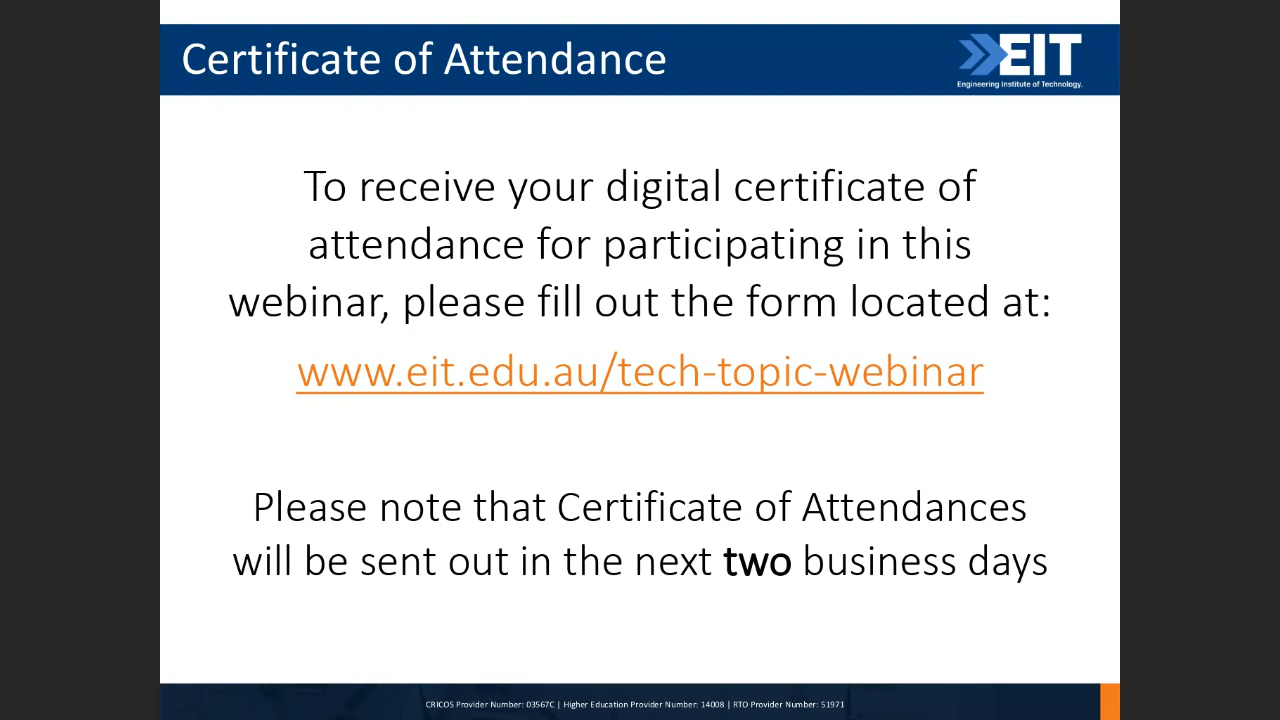 Certificate of Attendance
EIT
Engineering Institute of Technology.
To receive your digital certificate of
attendance for participating in this
webinar, please fill out the form located at:
www.eit.edu.au/tech-topic-webinar
Please note that Certificate of Attendances
will be sent out in the next two business days
CRICOS Provider Number: 03567C | Higher Education Provider Number: 14008 | RTO Provider Number: 51971